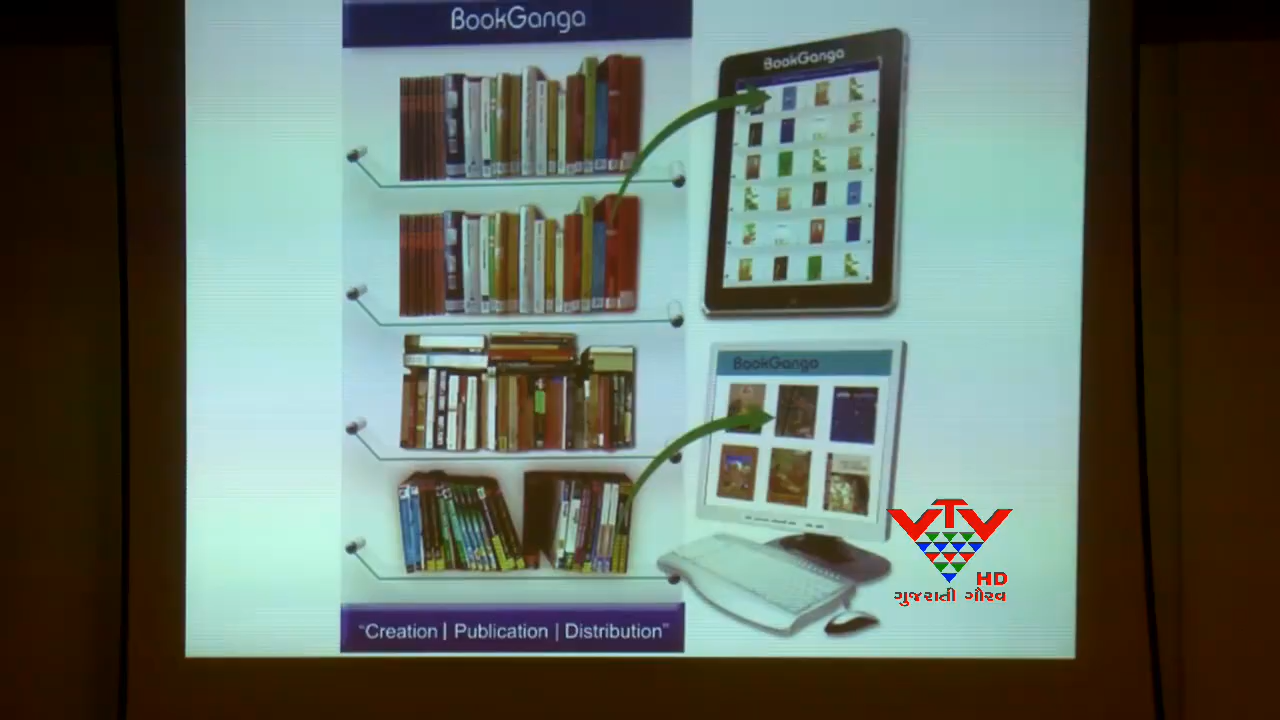 BookGanga
BookGanga
BookGanga
"Creation | Publication | Distribution"
VTV
HD
ગુજરાતી ગૌરવ